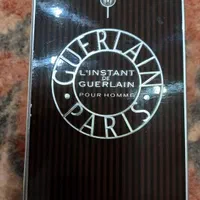 GUERLAIN
L'INSTANT
DE
GUERLAIN
POUR HOMME
PARIS